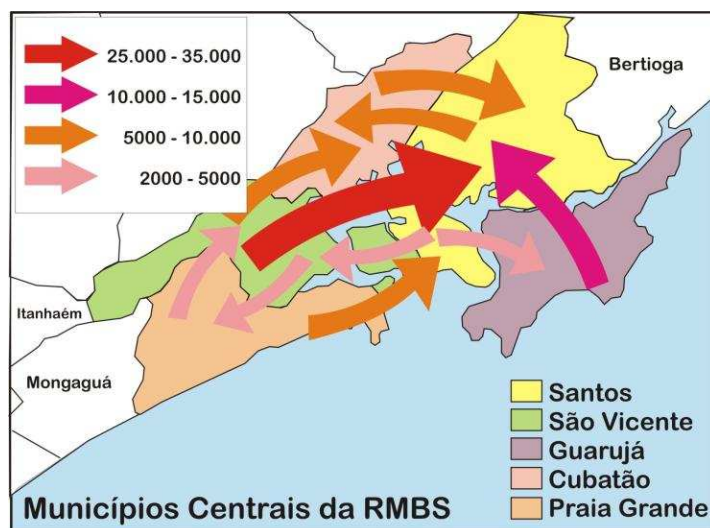 25.000 - 35.000
10.000 - 15.000
5000 - 10.000
2000 - 5000
Bertioga
Itanhaém
Mongaguá
Santos
São Vicente
Guarujá
Cubatão
Praia Grande
Municípios Centrais da RMBS